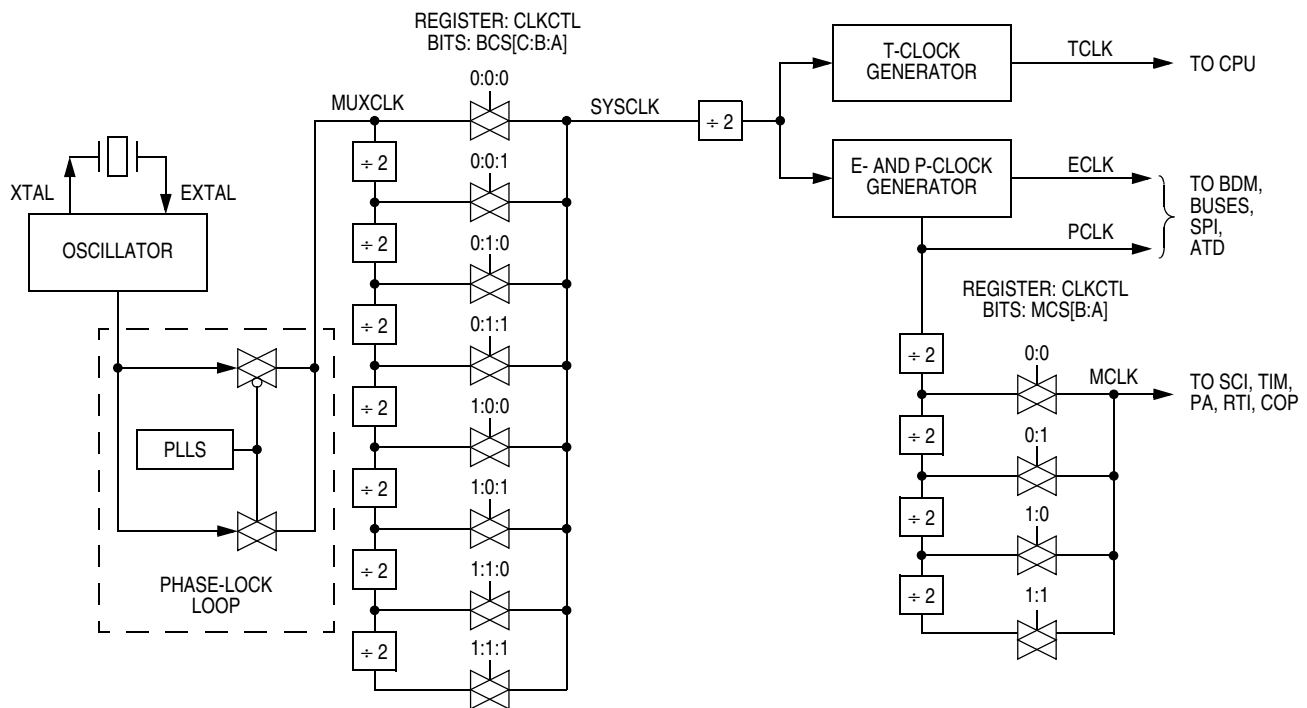 REGISTER: CLKCTL
BITS: BCS[C:B:A]
0:0:0
MUXCLK
SYSCLK
÷ 2
T-CLOCK
GENERATOR
TCLK
TO CPU
÷ 2
0:0:1
E- AND P-CLOCK
GENERATOR
ECLK
PCLK
TO BDM,
BUSES,
SPI,
ATD
XTAL
EXTAL
OSCILLATOR
÷ 2
0:1:0
÷ 2
0:1:1
÷ 2
1:0:0
÷ 2
1:0:1
÷ 2
1:1:0
÷ 2
1:1:1
PLLS
PHASE-LOCK
LOOP
REGISTER: CLKCTL
BITS: MCS[B:A]
÷ 2
0:0
MCLK
TO SCI, TIM,
PA, RTI, COP
÷ 2
0:1
÷ 2
1:0
÷ 2
1:1